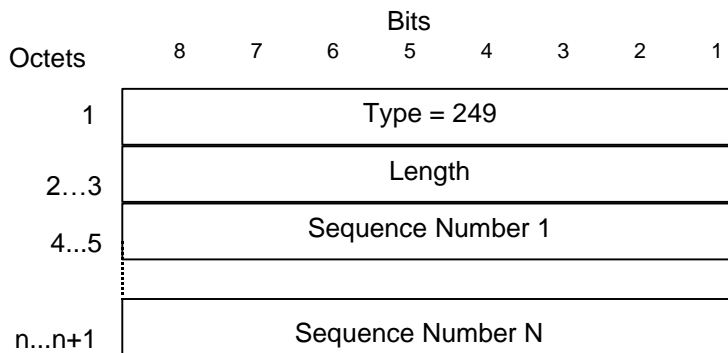 Bits
Octets 8 7 6 5 4 3 2 1
1 Type = 249
2…3 Length
4...5 Sequence Number 1
n...n+1 Sequence Number N